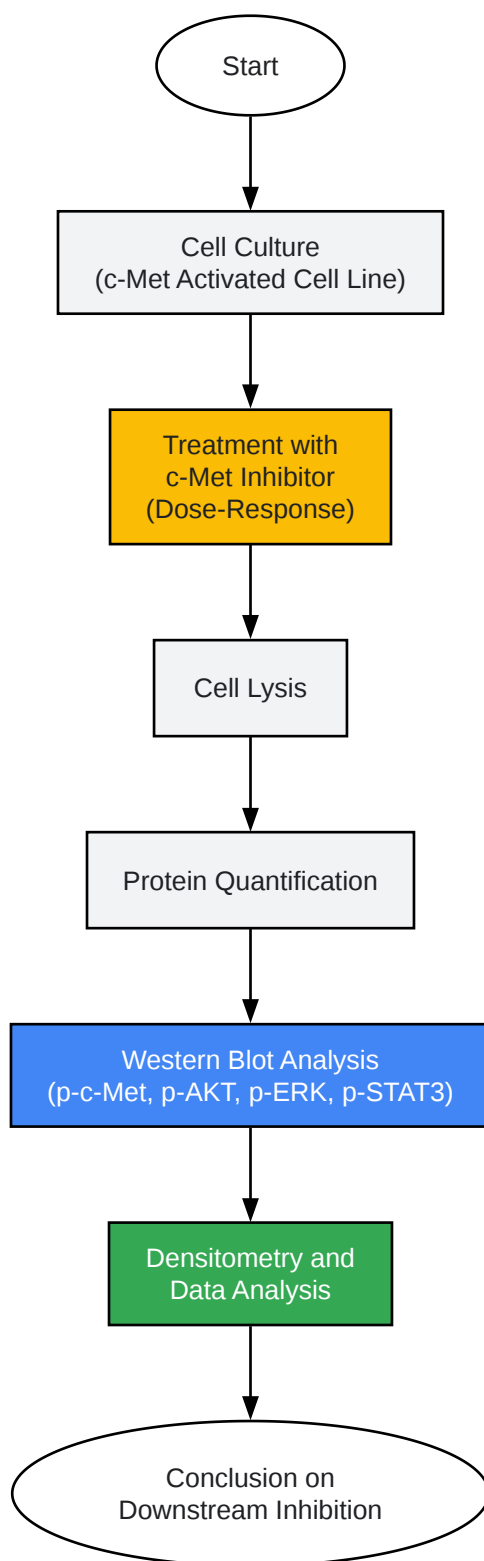 Start
Cell Culture
(c-Met Activated Cell Line)
Treatment with
c-Met Inhibitor
(Dose-Response)
Cell Lysis
Protein Quantification
Western Blot Analysis
(p-c-Met, p-AKT, p-ERK, p-STAT3)
Densitometry and
Data Analysis
Conclusion on
Downstream Inhibition